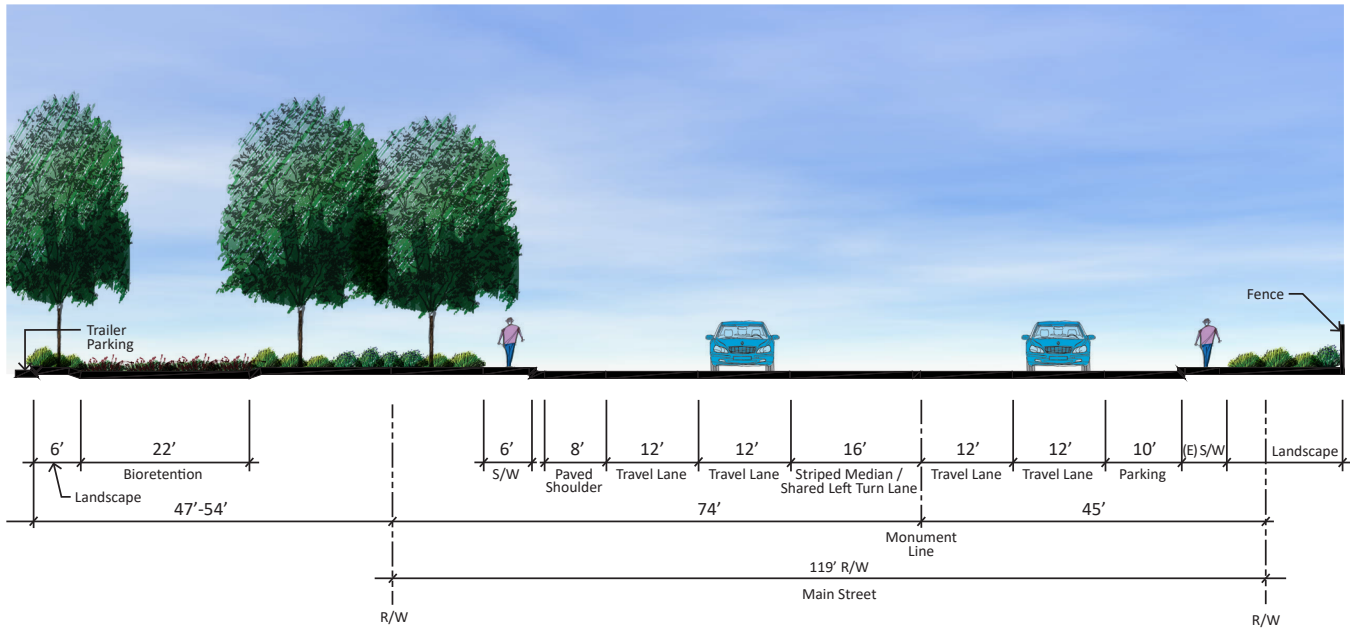 Fence
Trailer
Parking
6’ 22’ 6’ 8’ 12’ 12’ 16’ 12’ 12’ 10’ (E) S/W Landscape
Bioretention S/W Paved
Shoulder Travel Lane Travel Lane Striped Median /
Shared Left Turn Lane Travel Lane Travel Lane Parking
Landscape
47’-54’ 74’ 45’
Monument
Line
119’ R/W
Main Street
R/W R/W